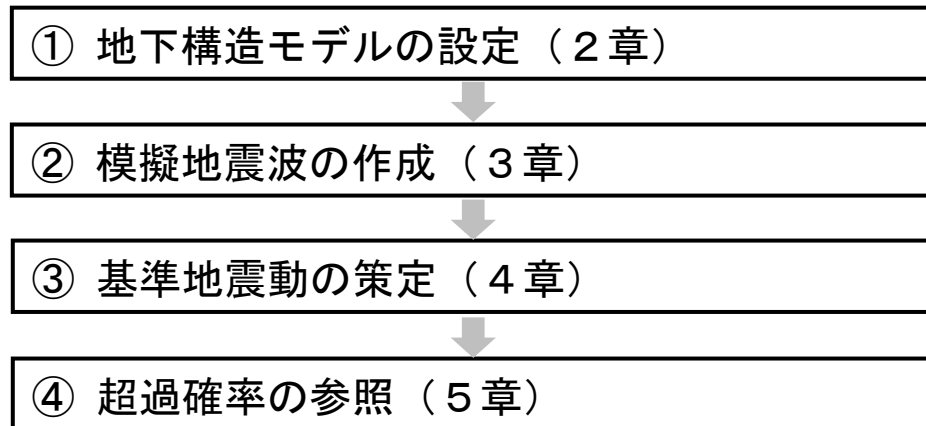 ① 地下構造モデルの設定（２章）
② 模擬地震波の作成（３章）
③ 基準地震動の策定（４章）
④ 超過確率の参照（５章）